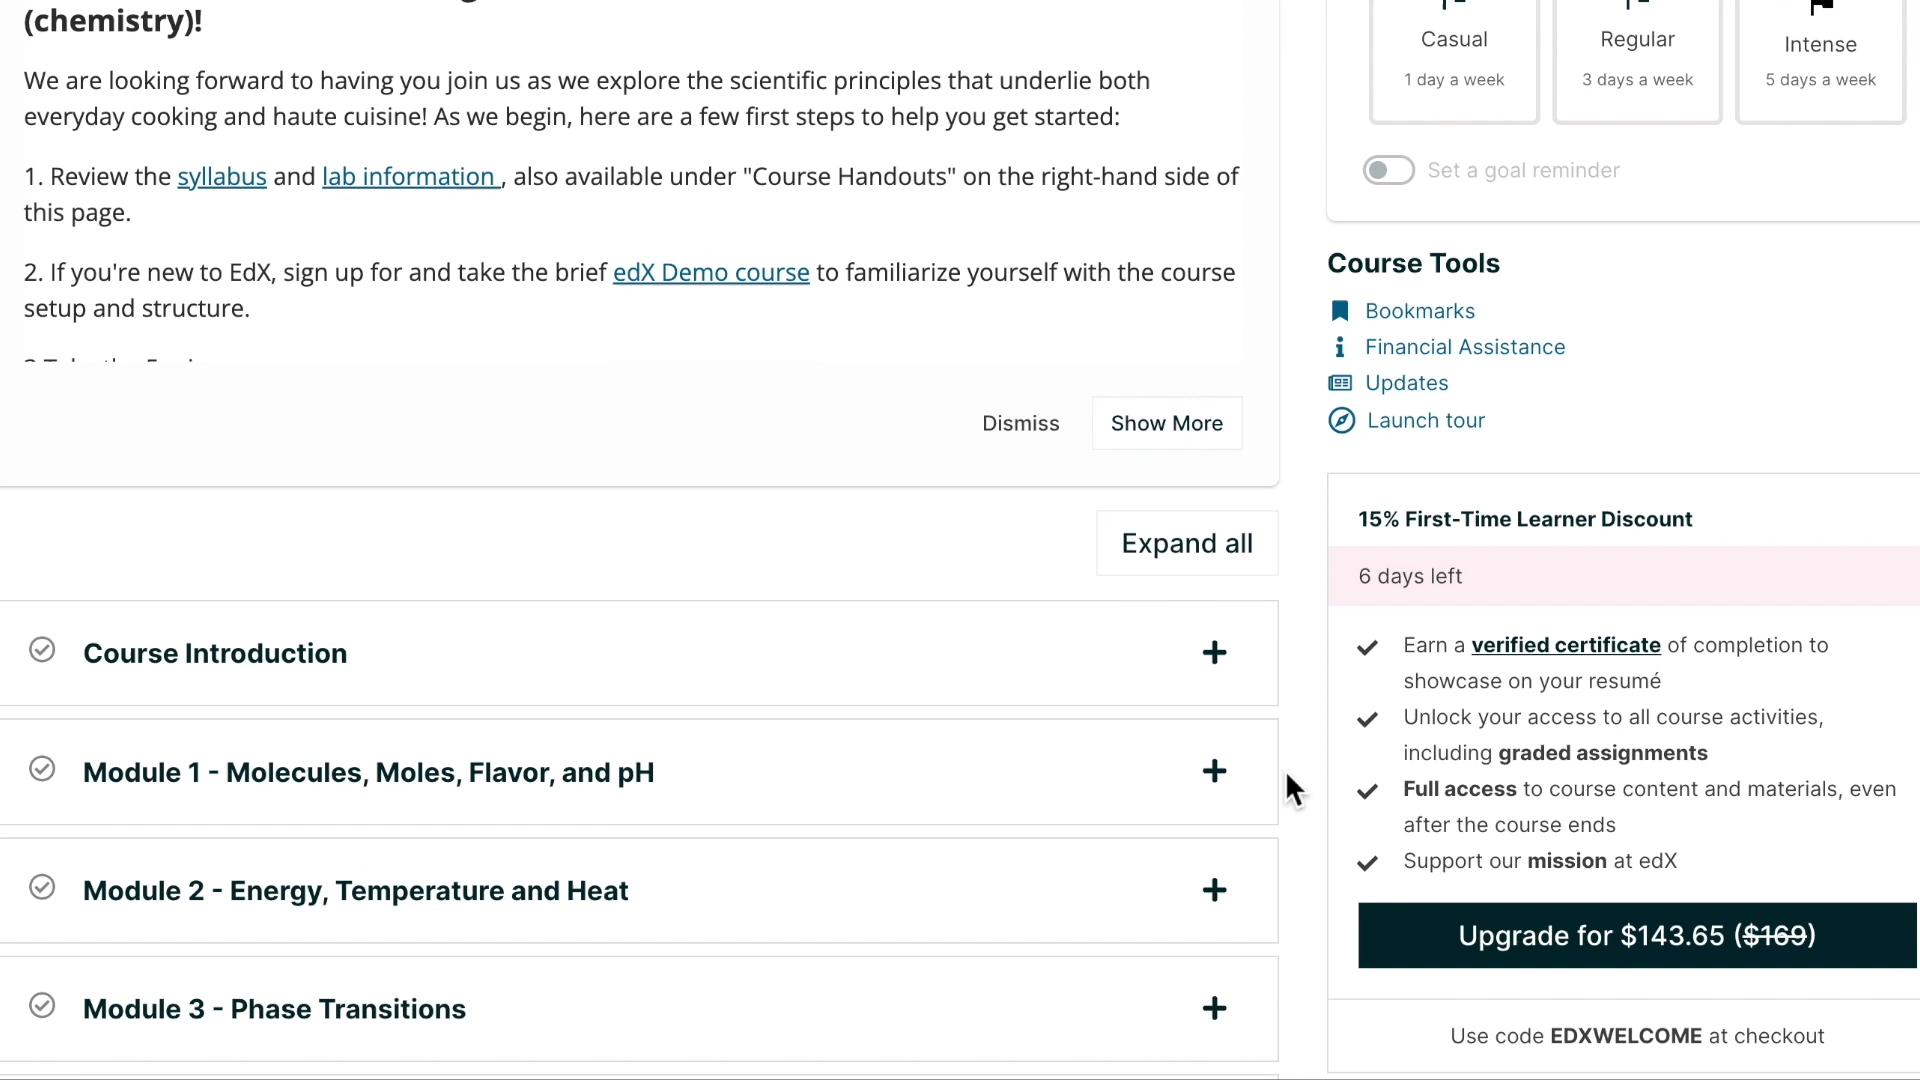 (chemistry)!
We are looking forward to having you join us as we explore the scientific principles that underlie both
everyday cooking and haute cuisine! As we begin, here are a few first steps to help you get started:
1. Review the syllabus and lab information , also available under "Course Handouts" on the right-hand side of
this page.
2. If you're new to EdX, sign up for and take the brief edX Demo course to familiarize yourself with the course
setup and structure.
Dismiss
Show More
Expand all
Course Introduction
Module 1 - Molecules, Moles, Flavor, and pH
Module 2 - Energy, Temperature and Heat
Module 3 - Phase Transitions
Casual
1 day a week
Regular
3 days a week
Intense
5 days a week
Set a goal reminder
Course Tools
Bookmarks
Financial Assistance
Updates
Launch tour
15% First-Time Learner Discount
6 days left
Earn a verified certificate of completion to
showcase on your resumé
Unlock your access to all course activities,
including graded assignments
Full access to course content and materials, even
after the course ends
Support our mission at edX
Upgrade for $143.65 ($169)
Use code EDXWELCOME at checkout